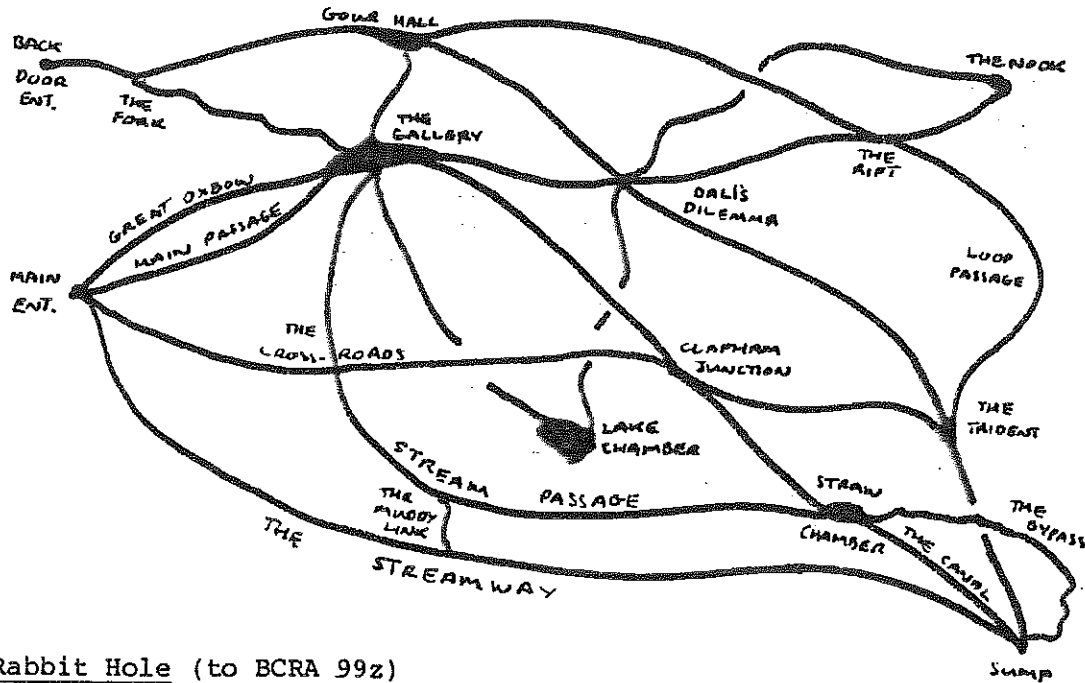 GOUR HALL
BACK
DOOR
ENT.
THE NOOK
THE
FORK
THE
GALLERY
THE
RIFT
GREAT OXBOW
DALI'S
DILEMMA
MAIN PASSAGE
LOOP
PASSAGE
MAIN
ENT.
THE
CROSS-ROADS
CLAPHAM
JUNCTION
THE
TRIDENT
LAKE
CHAMBER
STREAM
PASSAGE
STRAW
CHAMBER
THE
MUDDY
LINK
THE
BYPASS
THE CANAL
THE
STREAMWAY
SUMP
Rabbit Hole (to BCRA 99z)